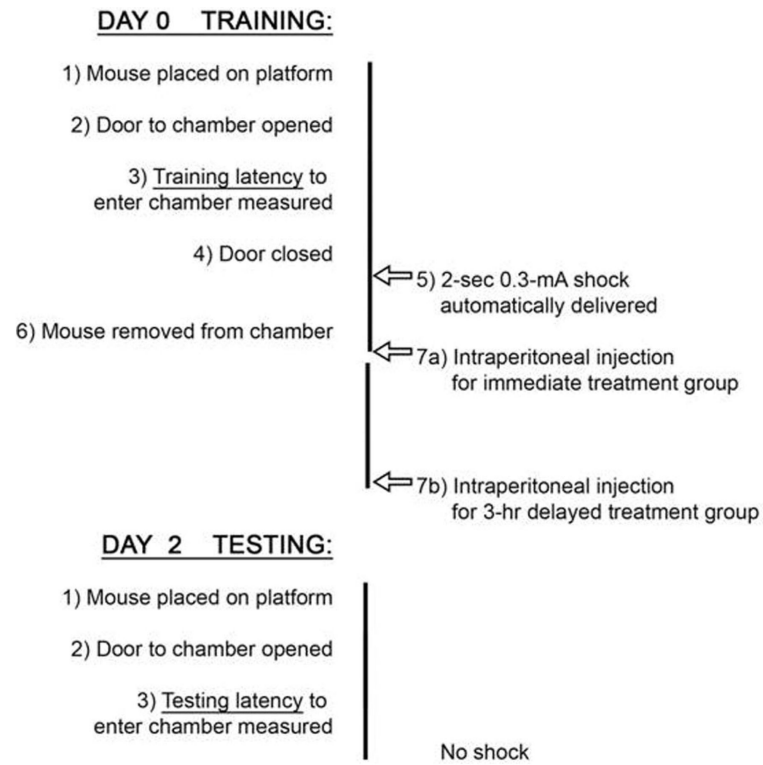 DAY 0 TRAINING:
1) Mouse placed on platform
2) Door to chamber opened
3) Training latency to
enter chamber measured
4) Door closed
5) 2-sec 0.3-mA shock
automatically delivered
6) Mouse removed from chamber
7a) Intraperitoneal injection
for immediate treatment group
7b) Intraperitoneal injection
for 3-hr delayed treatment group
DAY 2 TESTING:
1) Mouse placed on platform
2) Door to chamber opened
3) Testing latency to
enter chamber measured
No shock